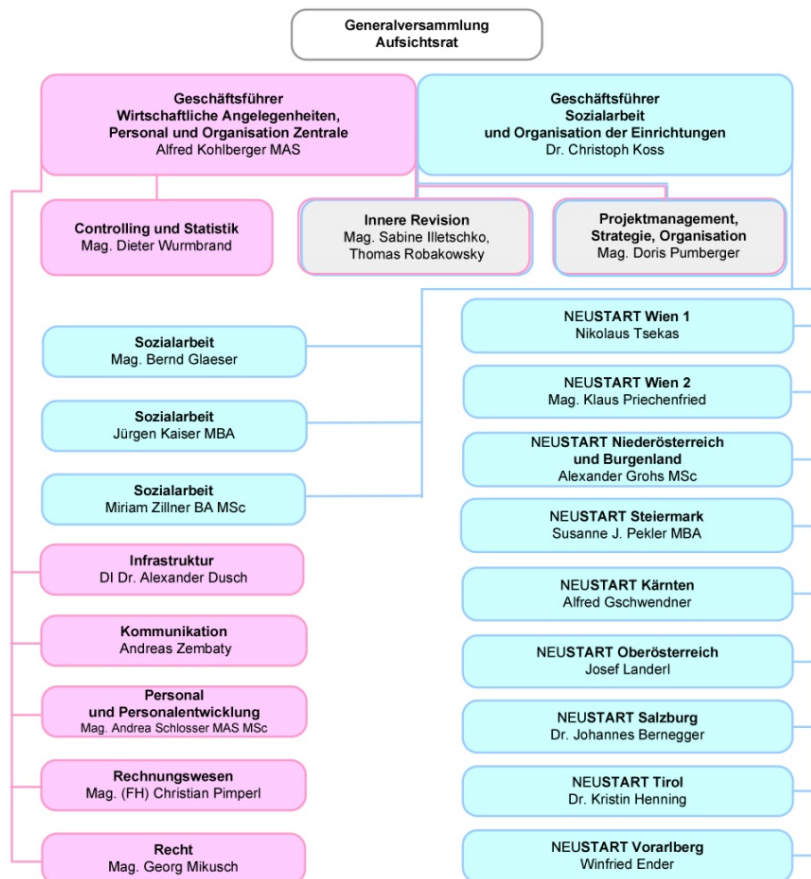 Generalversammlung
Aufsichtsrat
Geschäftsführer
Wirtschaftliche Angelegenheiten,
Personal und Organisation Zentrale
Alfred Kohlberger MAS
Geschäftsführer
Sozialarbeit
und Organisation der Einrichtungen
Dr. Christoph Koss
Controlling und Statistik
Mag. Dieter Wurmbrand
Innere Revision
Mag. Sabine Illetschko,
Thomas Robakowsky
Projektmanagement,
Strategie, Organisation
Mag. Doris Pumberger
Sozialarbeit
Mag. Bernd Glaeser
Sozialarbeit
Jürgen Kaiser MBA
Sozialarbeit
Miriam Zillner BA MSc
Infrastruktur
DI Dr. Alexander Dusch
Kommunikation
Andreas Zembaty
Personal
und Personalentwicklung
Mag. Andrea Schlosser MAS MSc
Rechnungswesen
Mag. (FH) Christian Pimperl
Recht
Mag. Georg Mikusch
NEUSTART Wien 1
Nikolaus Tsekas
NEUSTART Wien 2
Mag. Klaus Priechenfried
NEUSTART Niederösterreich
und Burgenland
Alexander Grohs MSc
NEUSTART Steiermark
Susanne J. Pekler MBA
NEUSTART Kärnten
Alfred Gschwendner
NEUSTART Oberösterreich
Josef Landerl
NEUSTART Salzburg
Dr. Johannes Bernegger
NEUSTART Tirol
Dr. Kristin Henning
NEUSTART Vorarlberg
Winfried Ender